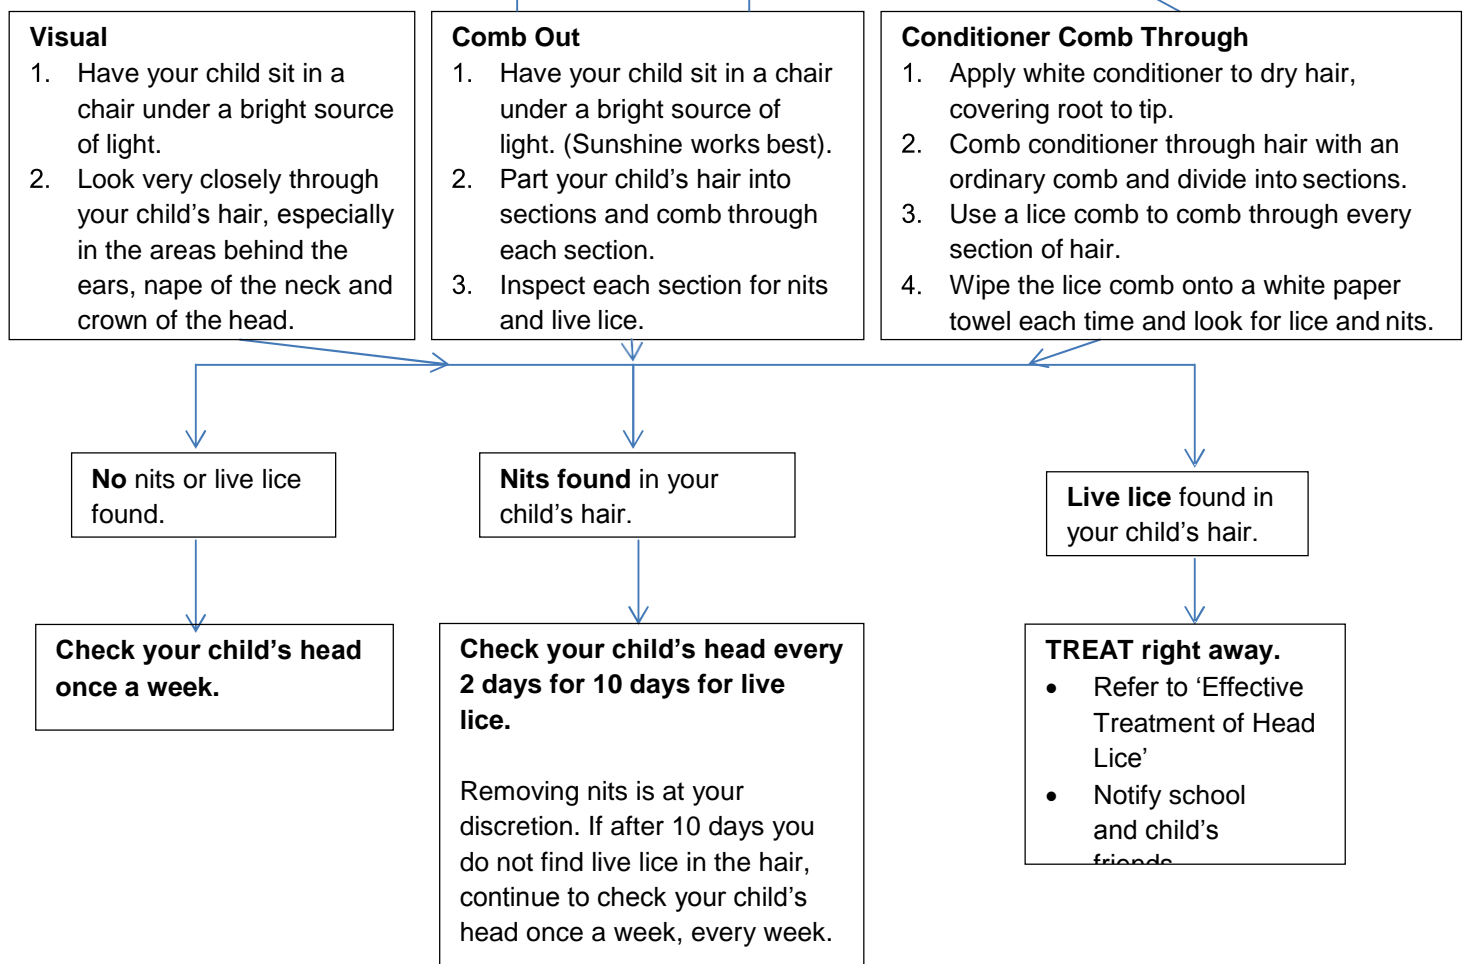 Visual
1. Have your child sit in a
chair under a bright source
of light.
2. Look very closely through
your child’s hair, especially
in the areas behind the
ears, nape of the neck and
crown of the head.
Comb Out
1. Have your child sit in a chair
under a bright source of
light. (Sunshine works best).
2. Part your child’s hair into
sections and comb through
each section.
3. Inspect each section for nits
and live lice.
Conditioner Comb Through
1. Apply white conditioner to dry hair,
covering root to tip.
2. Comb conditioner through hair with an
ordinary comb and divide into sections.
3. Use a lice comb to comb through every
section of hair.
4. Wipe the lice comb onto a white paper
towel each time and look for lice and nits.
No nits or live lice
found.
Nits found in your
child’s hair.
Live lice found in
your child’s hair.
Check your child’s head
once a week.
Check your child’s head every
2 days for 10 days for live
lice.
Removing nits is at your
discretion. If after 10 days you
do not find live lice in the hair,
continue to check your child’s
head once a week, every week.
TREAT right away.
• Refer to ‘Effective
Treatment of Head
Lice’
• Notify school
and child’s
friends